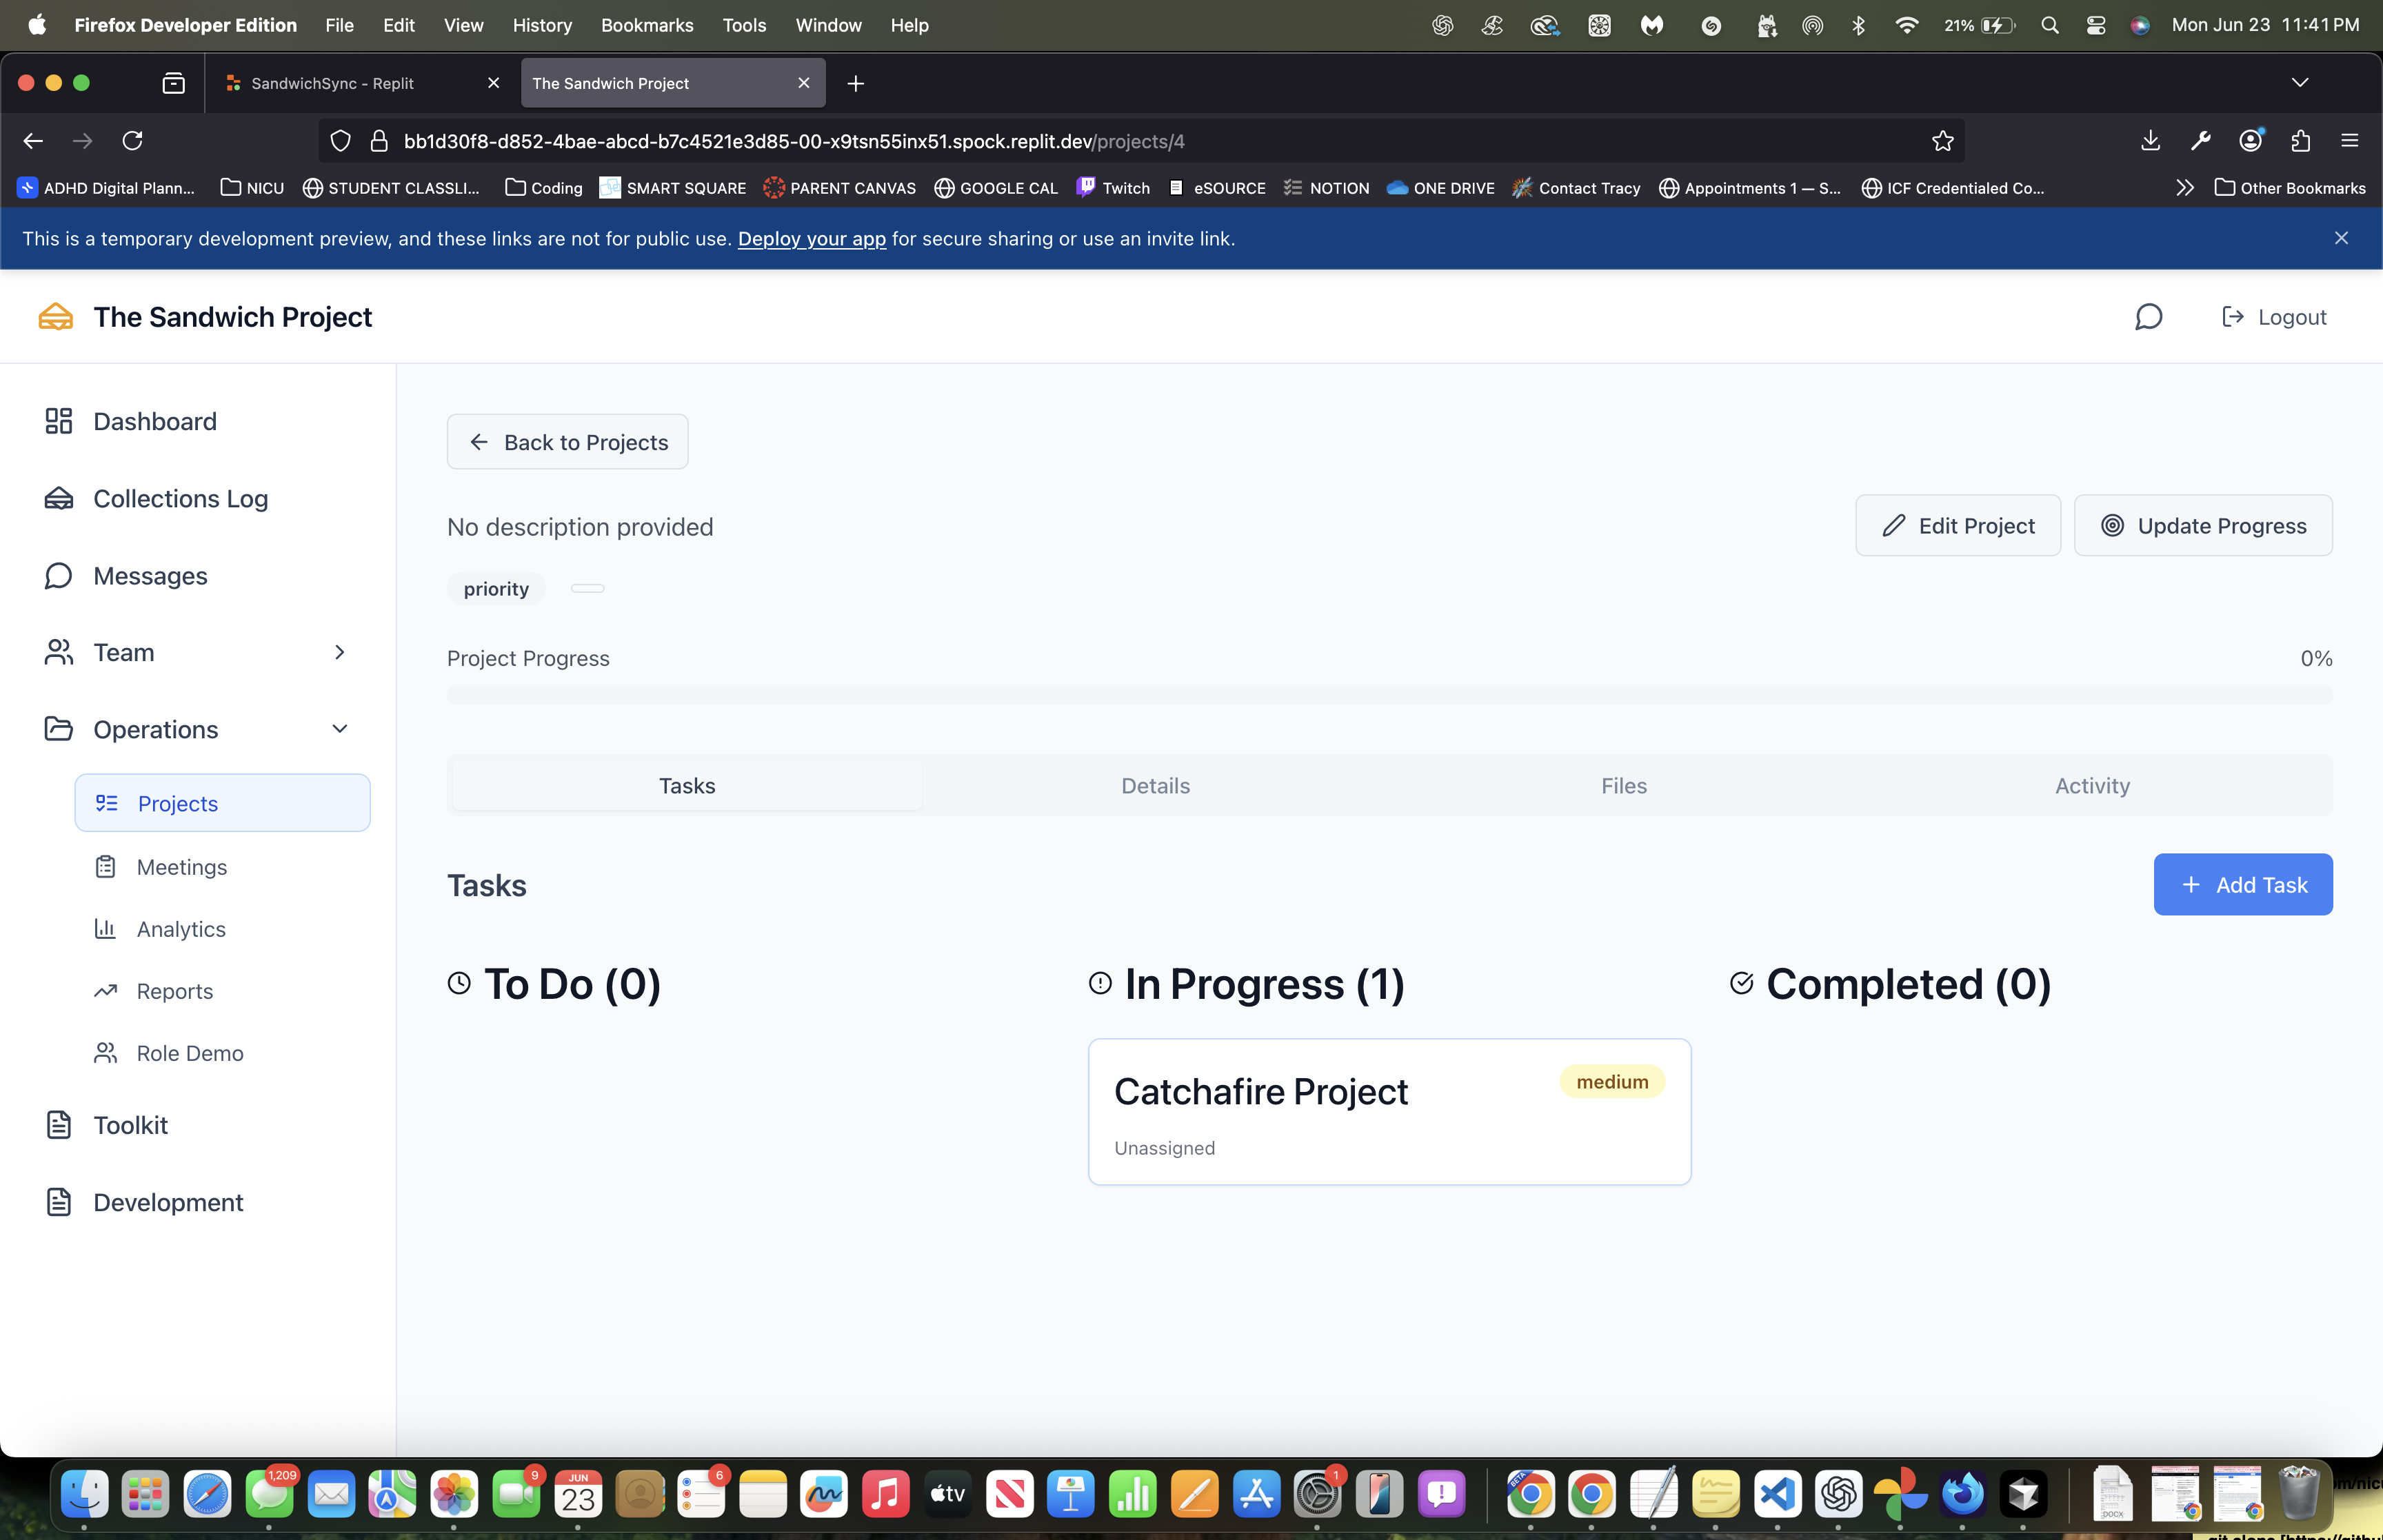 Firefox Developer Edition File Edit View History Bookmarks Tools Window Help 21% Mon Jun 23 11:41 PM
SandwichSync - Replit The Sandwich Project
bb1d30f8-d852-4bae-abcd-b7c4521e3d85-00-x9tsn55inx51.spock.replit.dev/projects/4
ADHD Digital Plann... NICU STUDENT CLASSLI... Coding SMART SQUARE PARENT CANVAS GOOGLE CAL Twitch eSOURCE NOTION ONE DRIVE Contact Tracy Appointments 1 — S... ICF Credentialed Co... Other Bookmarks
This is a temporary development preview, and these links are not for public use. Deploy your app for secure sharing or use an invite link.
The Sandwich Project
Logout
Dashboard
Collections Log
Messages
Team
Operations
Projects
Meetings
Analytics
Reports
Role Demo
Toolkit
Development
Back to Projects
No description provided
Edit Project
Update Progress
priority
Project Progress
0%
Tasks Details Files Activity
Tasks
Add Task
To Do (0)
In Progress (1)
Completed (0)
Catchafire Project
medium
Unassigned
1,209
9
JUN
23
6
tv
1
BETA
DOCX